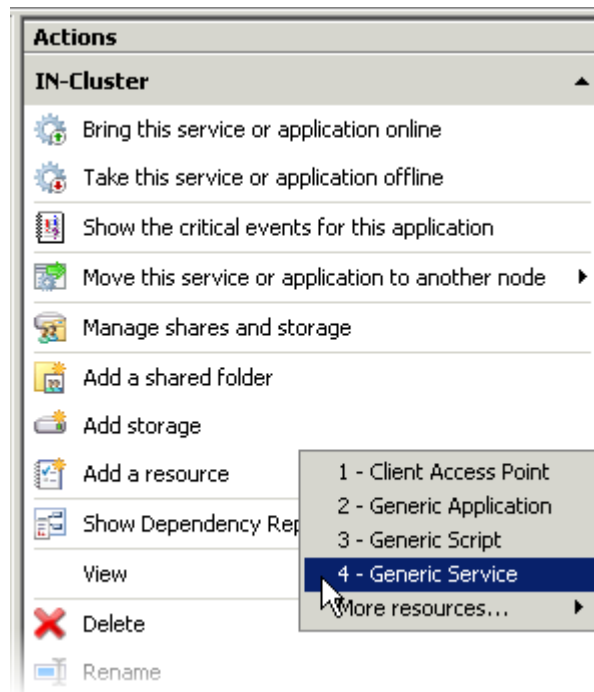 Actions
IN-Cluster
Bring this service or application online
Take this service or application offline
Show the critical events for this application
Move this service or application to another node
Manage shares and storage
Add a shared folder
Add storage
Add a resource
1 - Client Access Point
2 - Generic Application
3 - Generic Script
4 - Generic Service
More resources...
Show Dependency Rep
View
Delete
Rename